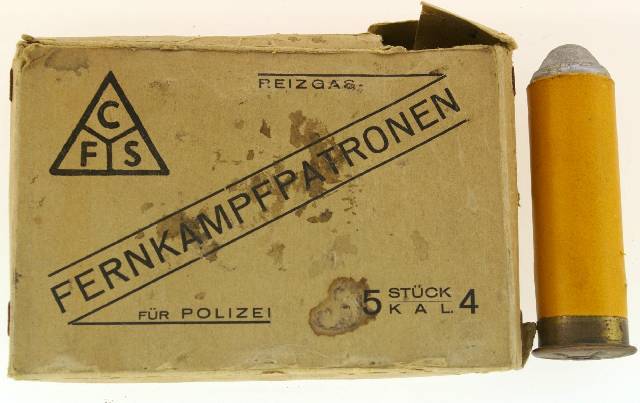 C
F S
REIZGAS
FERNKAMPFPATRONEN
FÜR POLIZEI
5 STÜCK
KAL. 4